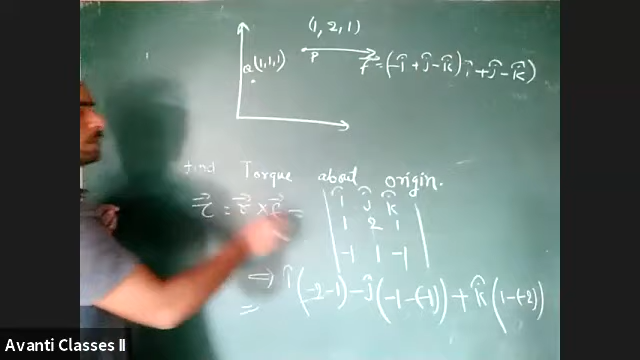 (1, 2, 1)
Q(1,1,1)
P
F = (-î + ĵ - k̂) î + ĵ - k̂)
find Torque about origin.
î ĵ k̂
τ⃗ = r⃗ × F⃗ =
1 2 1
-1 1 -1
⇒ î(-2-1) - ĵ(-1-(-1)) + k̂(1-(-2))
=
Avanti Classes II